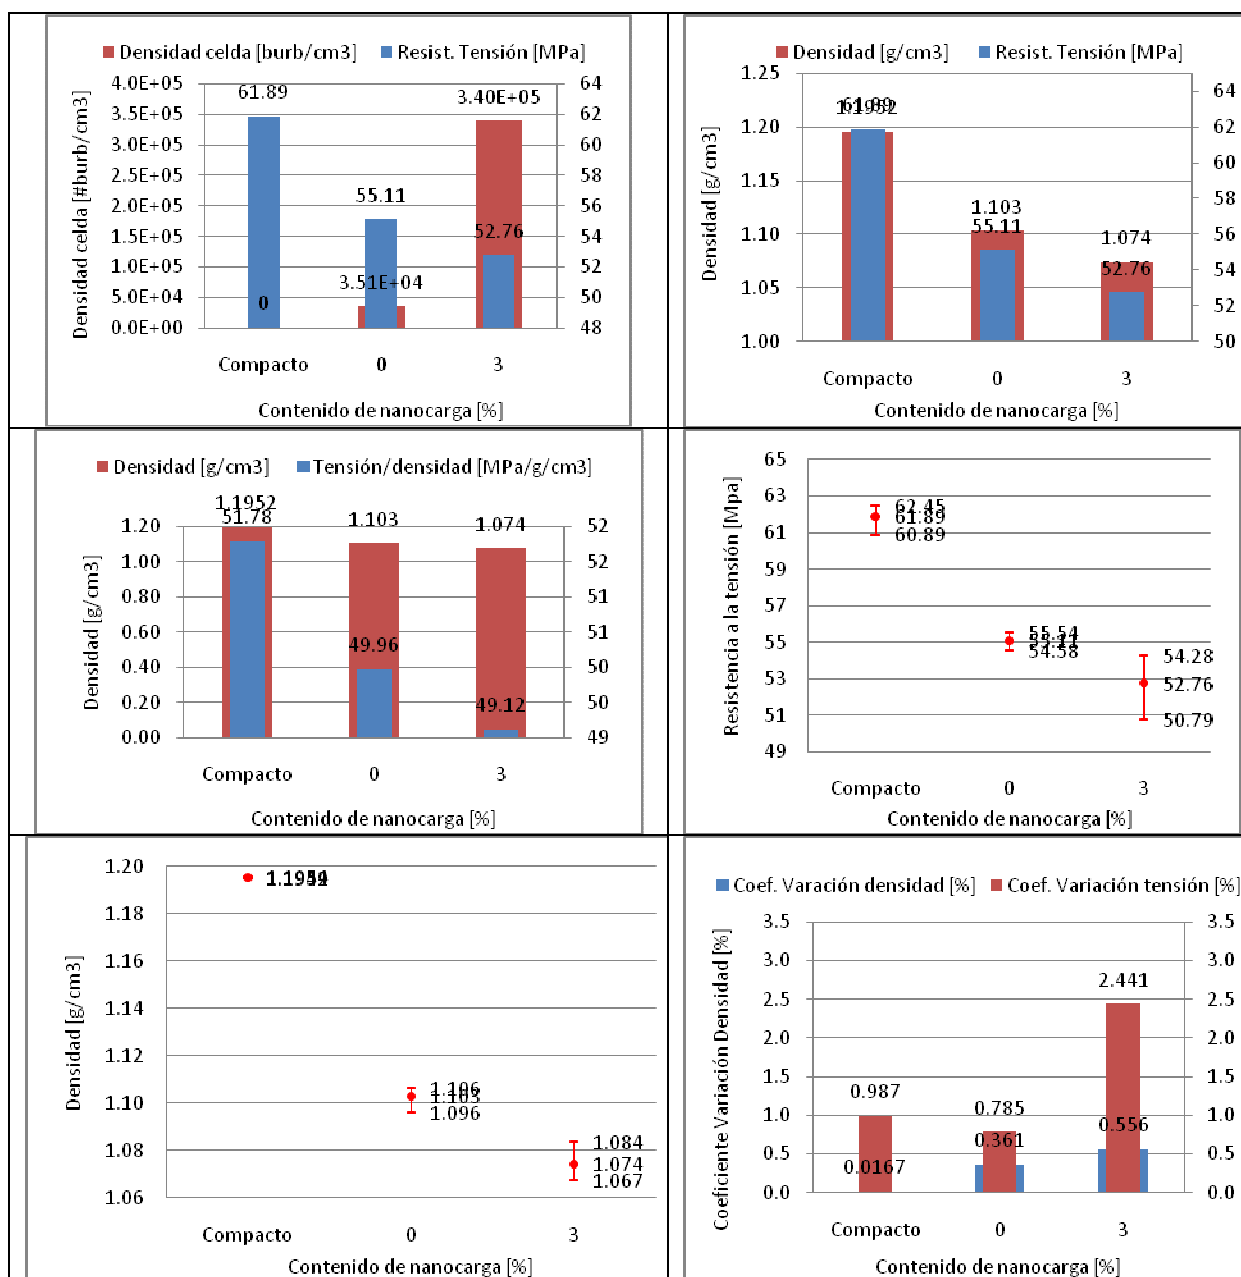 Densidad celda [burb/cm3] Resist. Tensión [MPa]
4.0E+05 64
61.89 3.40E+05
3.5E+05 62
3.0E+05 60
2.5E+05 58
55.11
2.0E+05 56
1.5E+05 54
52.76
1.0E+05 52
3.51E+04
5.0E+04 50
0
0.0E+00 48
Densidad celda [#burb/cm3]
Compacto 0 3
Contenido de nanocarga [%]
Densidad [g/cm3] Resist. Tensión [MPa]
1.25
64
61.89
1.1952
1.20 62
60
1.15
58
1.103
55.11
1.10 56
1.074
52.76
54
1.05
52
1.00 50
Densidad [g/cm3]
Compacto 0 3
Contenido de nanocarga [%]
Densidad [g/cm3] Tensión/densidad [MPa/g/cm3]
1.1952
51.78
1.103
1.074
1.20 52
1.00 52
0.80 51
0.60 51
49.96
0.40 50
49.12
0.20 50
0.00 49
Densidad [g/cm3]
Compacto 0 3
Contenido de nanocarga [%]
65
63
62.45
61.89
61
60.89
59
57
55.54
55
54.58
54.28
53
52.76
51
50.79
49
Resistencia a la tensión [Mpa]
Compacto 0 3
Contenido de nanocarga [%]
1.20
1.18
1.16
1.14
1.12
1.106
1.103
1.10
1.096
1.084
1.08
1.074
1.067
1.06
Densidad [g/cm3]
Compacto 0 3
Contenido de nanocarga [%]
Coef. Varación densidad [%] Coef. Variación tensión [%]
3.5 3.5
3.0 3.0
2.441
2.5 2.5
2.0 2.0
1.5 1.5
0.987
1.0 1.0
0.785
0.556
0.361
0.5 0.5
0.0167
0.0 0.0
Coeficiente Variación Densidad [%]
Compacto 0 3
Contenido de nanocarga [%]